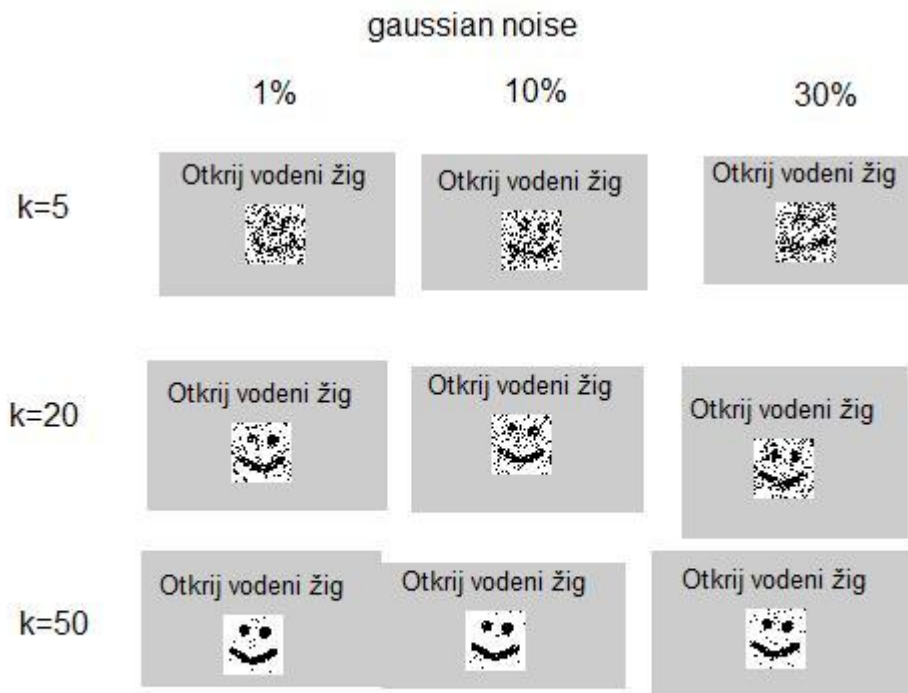 gaussian noise
1% 10% 30%
k=5
Otkrij vodeni žig
Otkrij vodeni žig
Otkrij vodeni žig
k=20
Otkrij vodeni žig
Otkrij vodeni žig
Otkrij vodeni žig
k=50
Otkrij vodeni žig
Otkrij vodeni žig
Otkrij vodeni žig